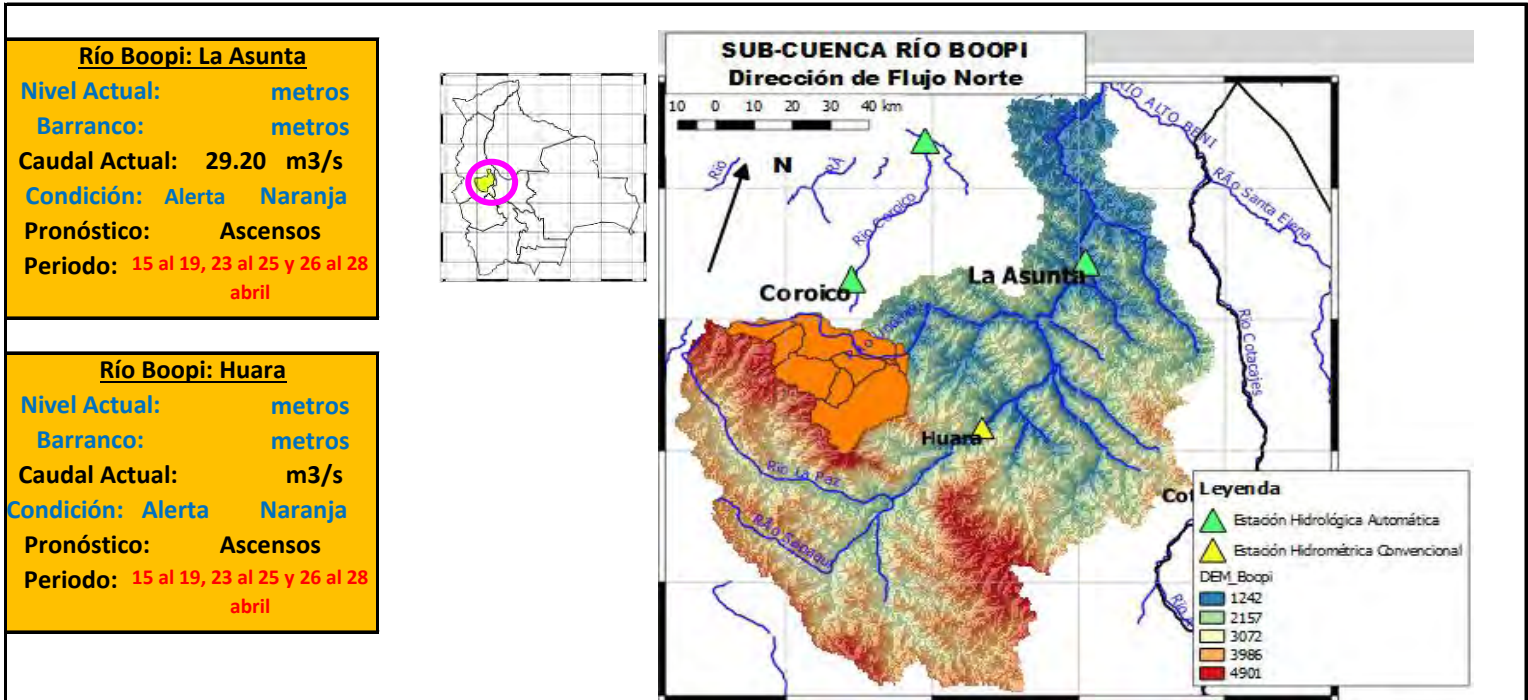 Río Boopi: La Asunta
Nivel Actual: metros
Barranco: metros
Caudal Actual: 29.20 m3/s
Condición: Alerta Naranja
Pronóstico: Ascensos
Periodo: 15 al 19, 23 al 25 y 26 al 28
abril
Río Boopi: Huara
Nivel Actual: metros
Barranco: metros
Caudal Actual: m3/s
Condición: Alerta Naranja
Pronóstico: Ascensos
Periodo: 15 al 19, 23 al 25 y 26 al 28
abril
SUB-CUENCA RÍO BOOPI
Dirección de Flujo Norte
10 0 10 20 30 40 km
N
RÍO ALTO BENI
Río
RÃ
RÃo Santa Elena
Río Coroico
La Asunta
Coroico
Río Cotacajes
Huara
Río La Paz
RÃo Sapaqui
Leyenda
Estación Hidrológica Automática
Estación Hidrométrica Convencional
DEM_Boopi
1242
2157
3072
3986
4901